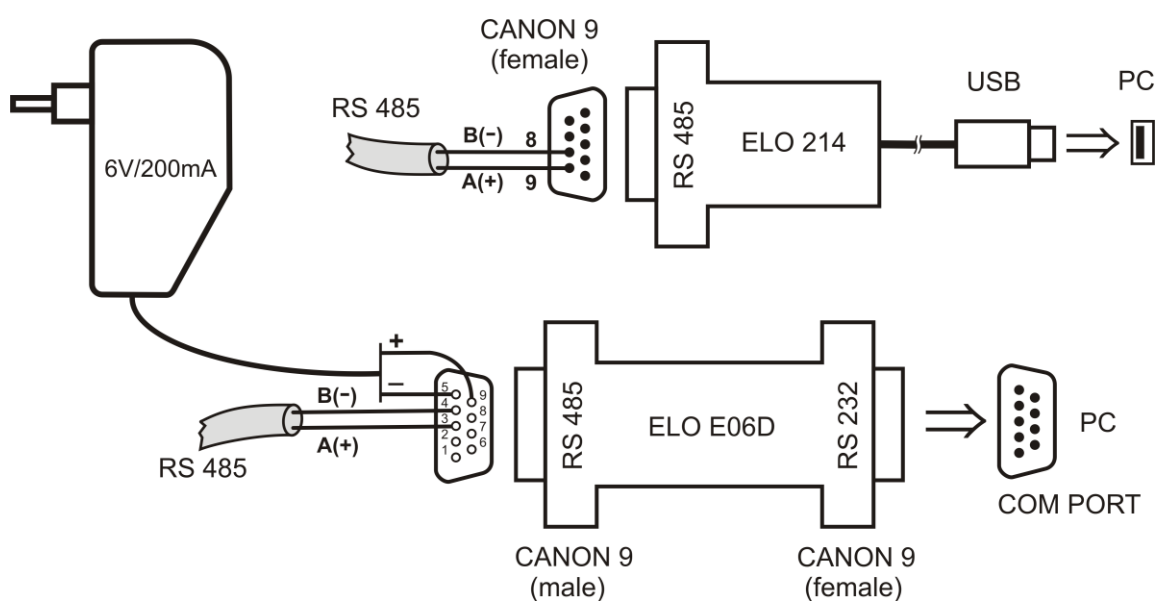 CANON 9
(female)
RS 485
B(−) 8
A(+) 9
RS 485
ELO 214
USB
PC
6V/200mA
+
−
B(−)
A(+)
RS 485
5
4
3
2
1
9
8
7
6
RS 485
ELO E06D
RS 232
PC
COM PORT
CANON 9
(male)
CANON 9
(female)